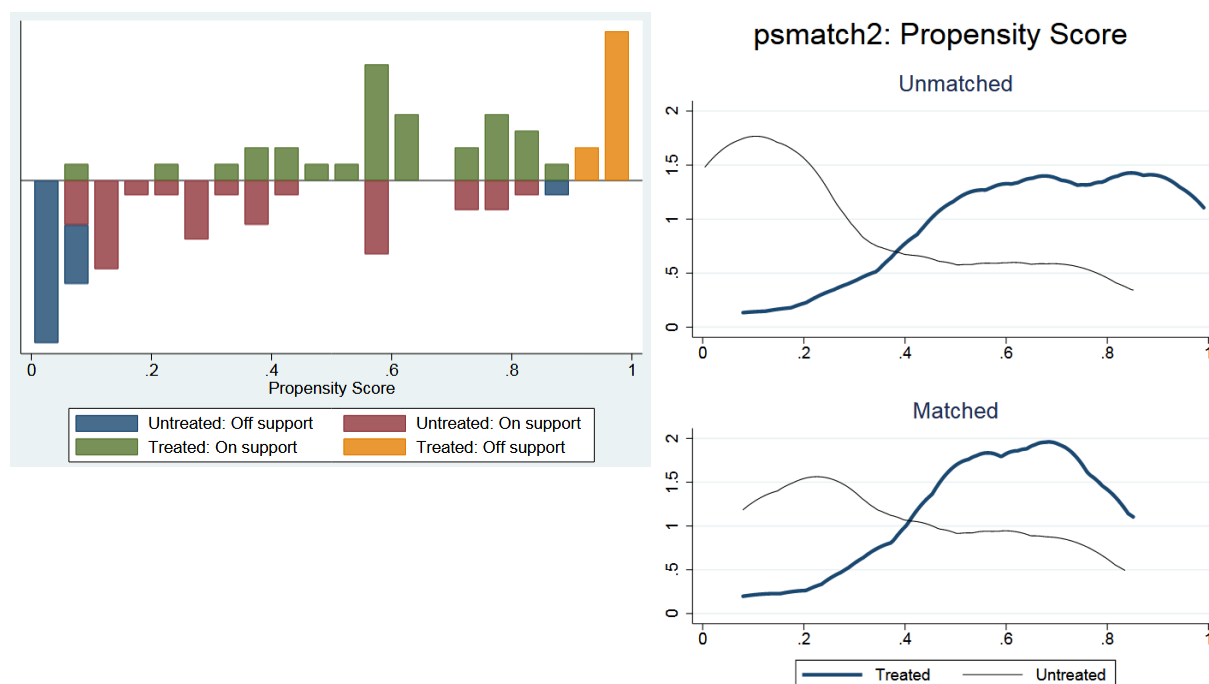 0 .2 .4 .6 .8 1
Propensity Score
Untreated: Off support Untreated: On support
Treated: On support Treated: Off support
psmatch2: Propensity Score
Unmatched
2
1.5
1
.5
0
0 .2 .4 .6 .8 1
Matched
2
1.5
1
.5
0
0 .2 .4 .6 .8 1
Treated Untreated